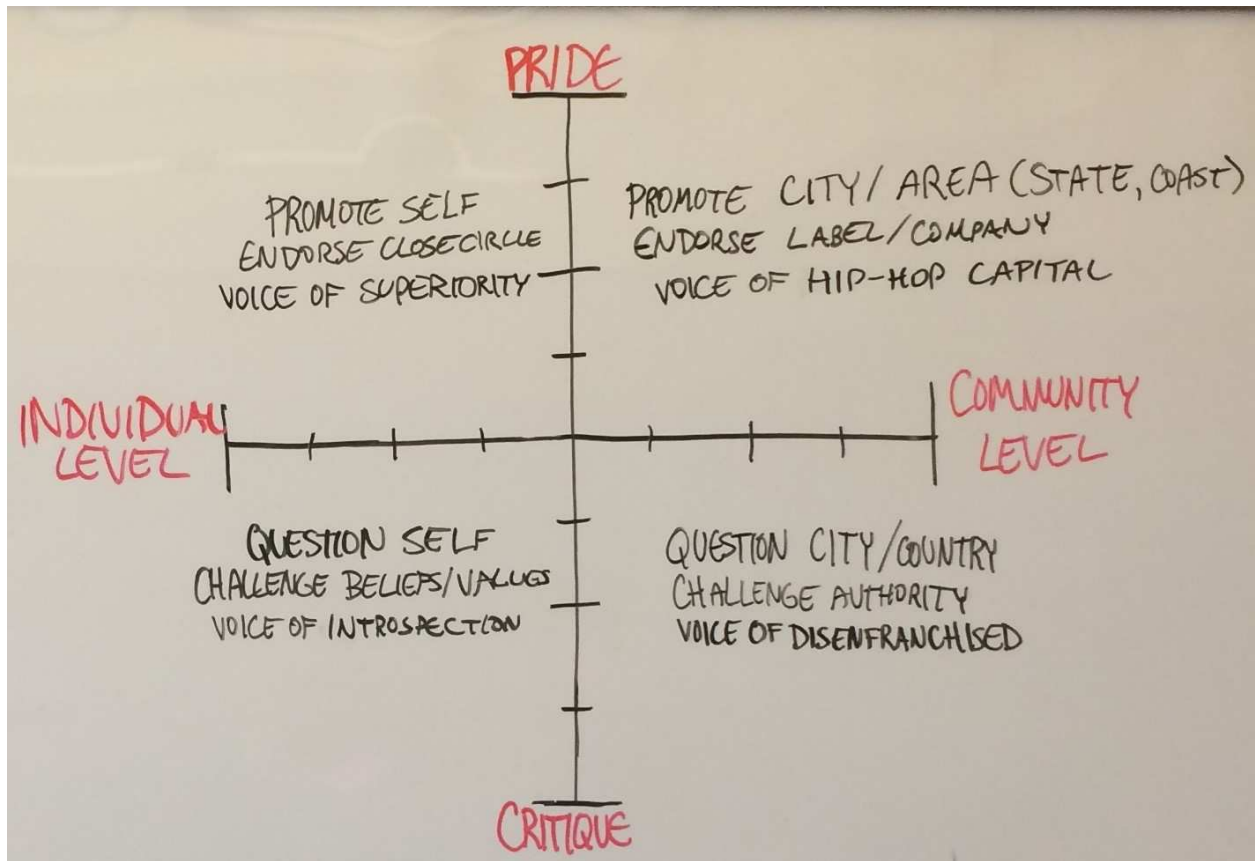 PRIDE
PROMOTE SELF
ENDORSE CLOSECIRCLE
VOICE OF SUPERIORITY
PROMOTE CITY/AREA (STATE, COAST)
ENDORSE LABEL/COMPANY
VOICE OF HIP-HOP CAPITAL
INDIVIDUAL
LEVEL
COMMUNITY
LEVEL
QUESTION SELF
CHALLENGE BELIEFS/VALUES
VOICE OF INTROSPECTION
QUESTION CITY/COUNTRY
CHALLENGE AUTHORITY
VOICE OF DISENFRANCHISED
CRITIQUE